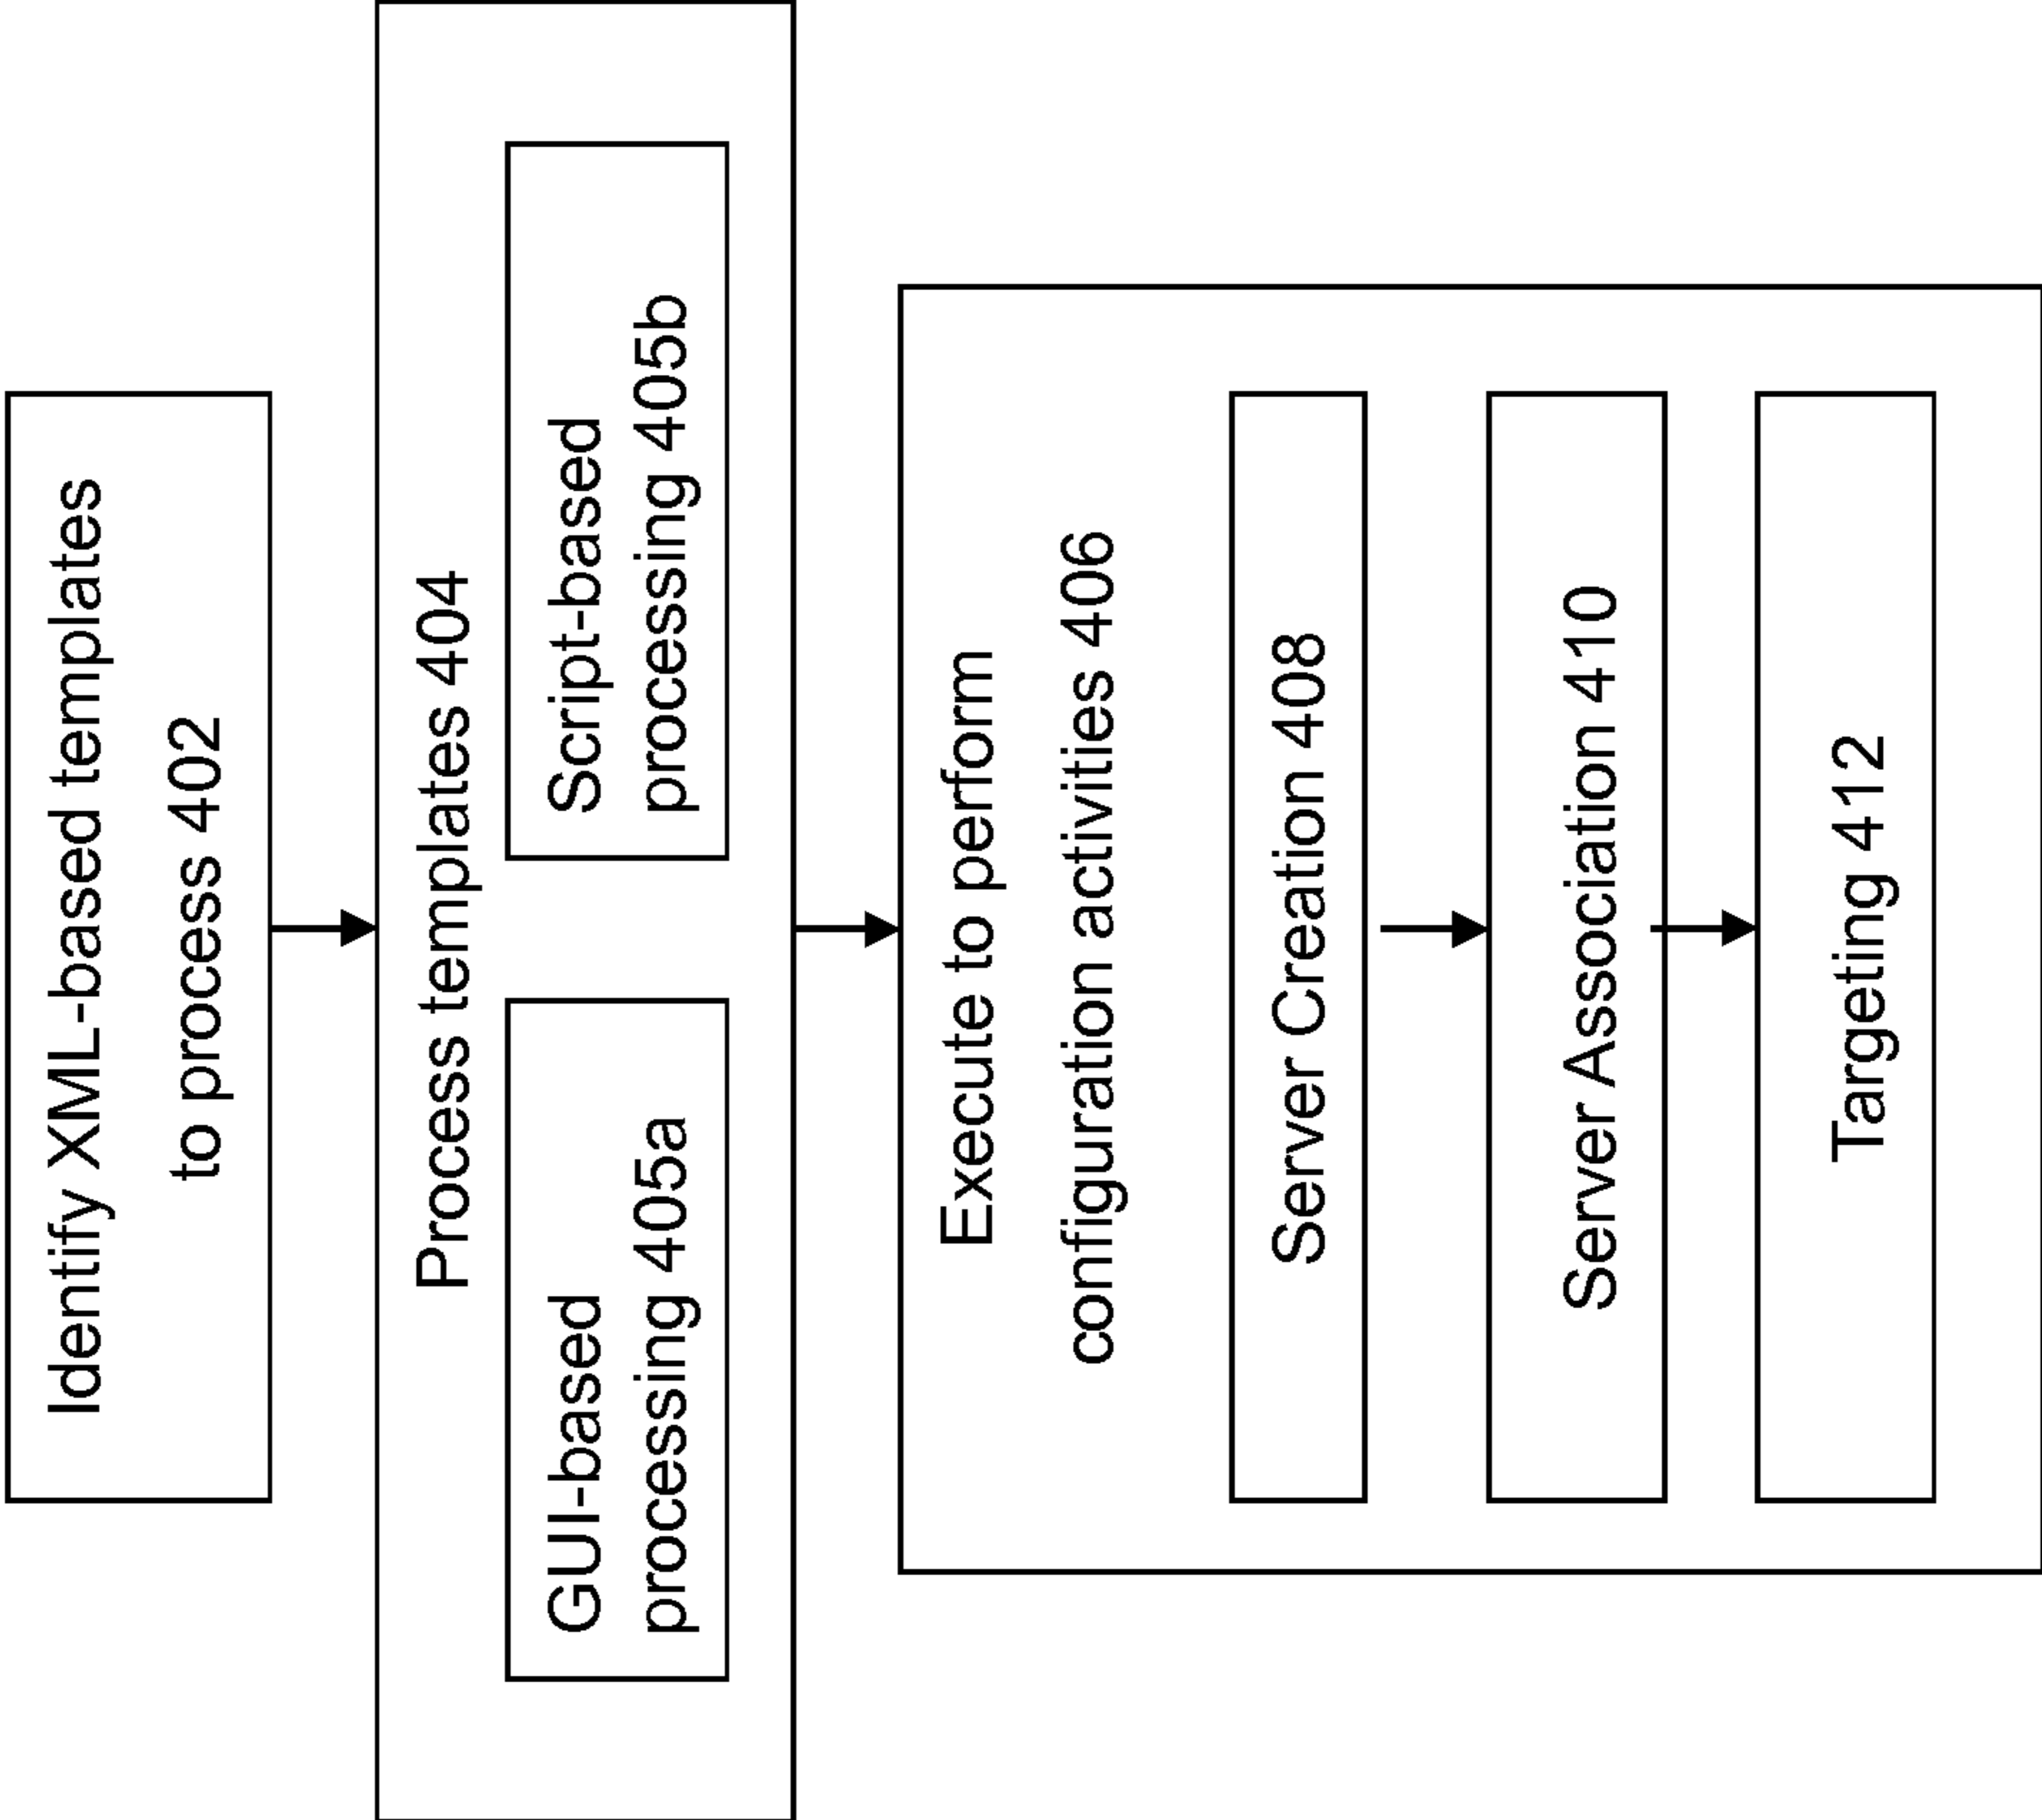 Identify XML-based templates
to process 402
Process templates 404
GUI-based
processing 405a
Script-based
processing 405b
Execute to perform
configuration activities 406
Server Creation 408
Server Association 410
Targeting 412